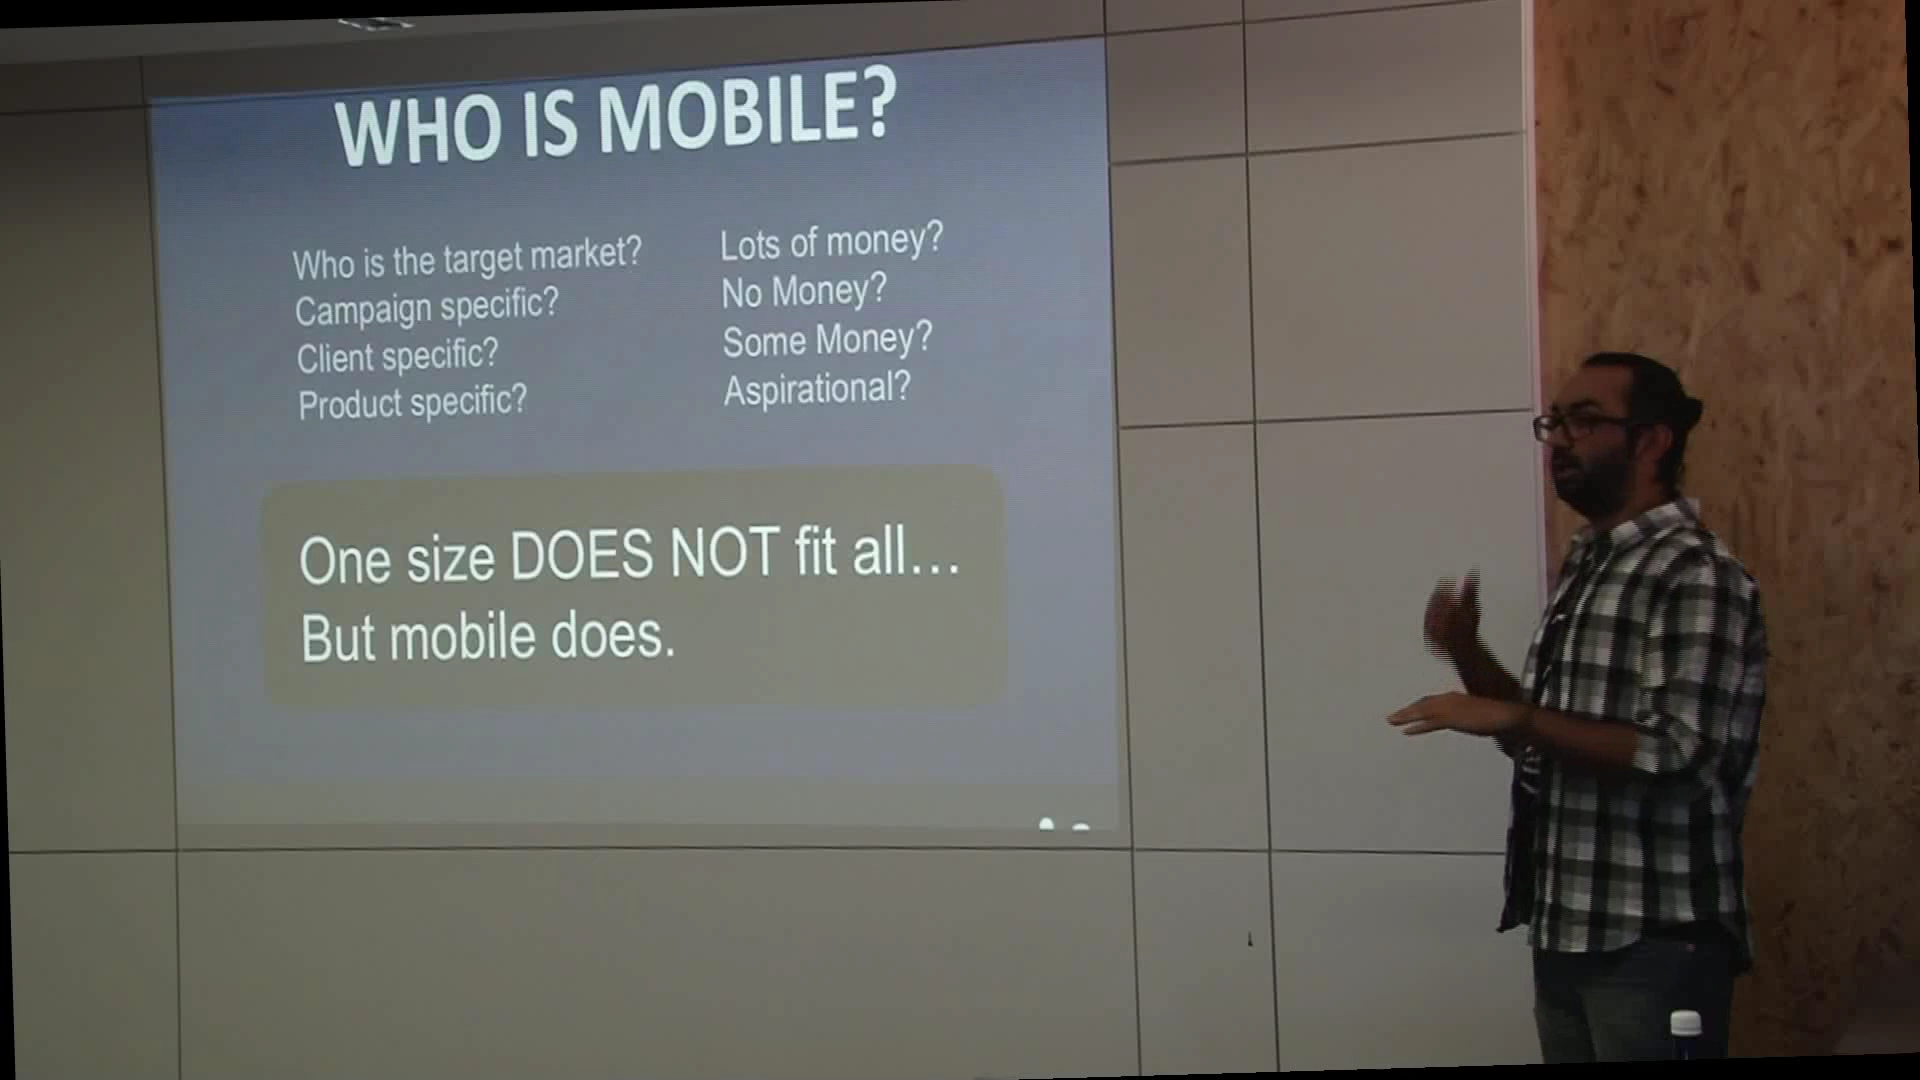 WHO IS MOBILE?
Who is the target market?
Campaign specific?
Client specific?
Product specific?
Lots of money?
No Money?
Some Money?
Aspirational?
One size DOES NOT fit all...
But mobile does.